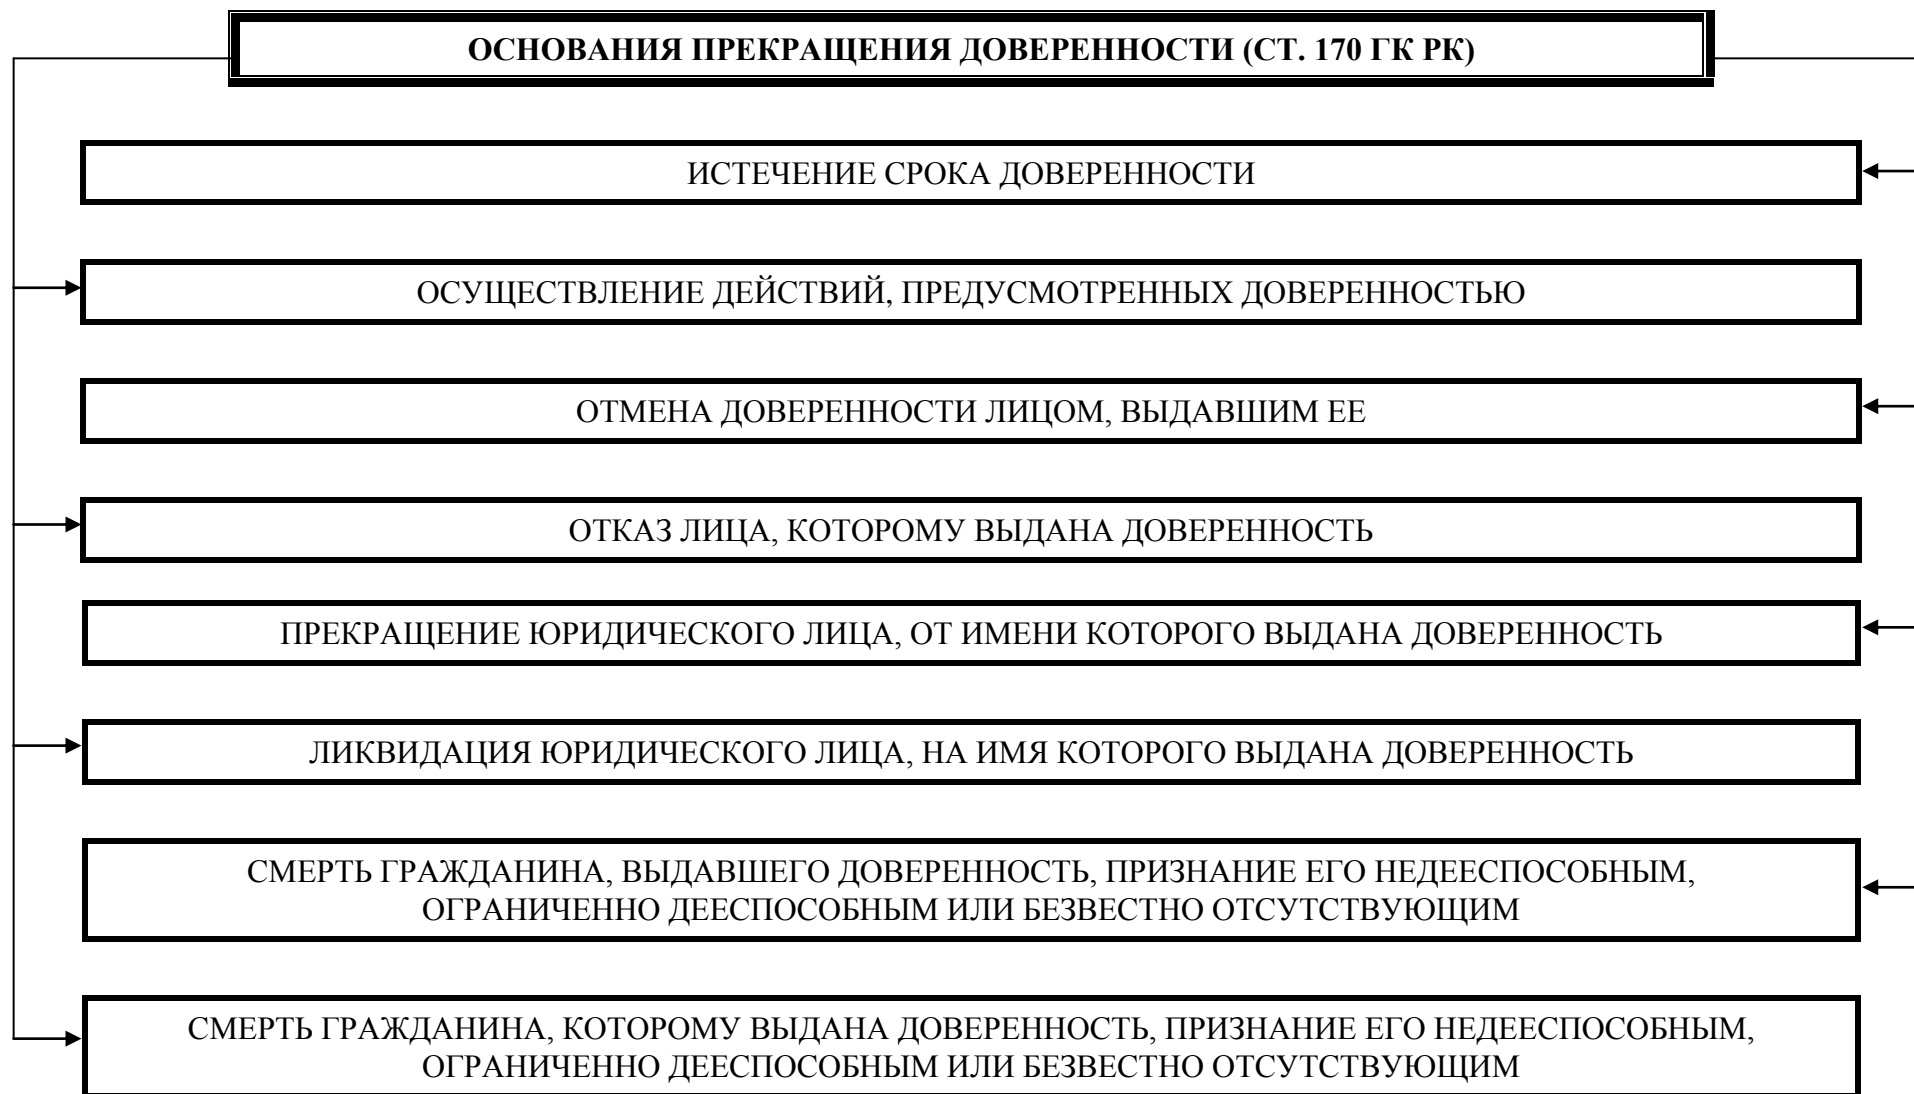 ОСНОВАНИЯ ПРЕКРАЩЕНИЯ ДОВЕРЕННОСТИ (СТ. 170 ГК РК)
ИСТЕЧЕНИЕ СРОКА ДОВЕРЕННОСТИ
ОСУЩЕСТВЛЕНИЕ ДЕЙСТВИЙ, ПРЕДУСМОТРЕННЫХ ДОВЕРЕННОСТЬЮ
ОТМЕНА ДОВЕРЕННОСТИ ЛИЦОМ, ВЫДАВШИМ ЕЕ
ОТКАЗ ЛИЦА, КОТОРОМУ ВЫДАНА ДОВЕРЕННОСТЬ
ПРЕКРАЩЕНИЕ ЮРИДИЧЕСКОГО ЛИЦА, ОТ ИМЕНИ КОТОРОГО ВЫДАНА ДОВЕРЕННОСТЬ
ЛИКВИДАЦИЯ ЮРИДИЧЕСКОГО ЛИЦА, НА ИМЯ КОТОРОГО ВЫДАНА ДОВЕРЕННОСТЬ
СМЕРТЬ ГРАЖДАНИНА, ВЫДАВШЕГО ДОВЕРЕННОСТЬ, ПРИЗНАНИЕ ЕГО НЕДЕЕСПОСОБНЫМ,
ОГРАНИЧЕННО ДЕЕСПОСОБНЫМ ИЛИ БЕЗВЕСТНО ОТСУТСТВУЮЩИМ
СМЕРТЬ ГРАЖДАНИНА, КОТОРОМУ ВЫДАНА ДОВЕРЕННОСТЬ, ПРИЗНАНИЕ ЕГО НЕДЕЕСПОСОБНЫМ,
ОГРАНИЧЕННО ДЕЕСПОСОБНЫМ ИЛИ БЕЗВЕСТНО ОТСУТСТВУЮЩИМ